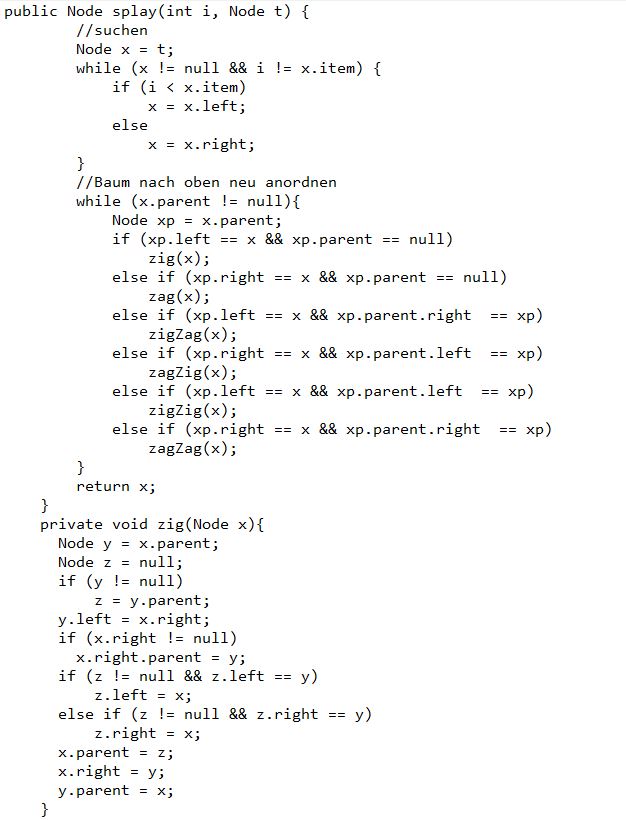 public Node splay(int i, Node t) {
        //suchen
        Node x = t;
        while (x != null && i != x.item) {
            if (i < x.item)
                x = x.left;
            else
                x = x.right;
        }
        //Baum nach oben neu anordnen
        while (x.parent != null){
            Node xp = x.parent;
            if (xp.left == x && xp.parent == null)
                zig(x);
            else if (xp.right == x && xp.parent == null)
                zag(x);
            else if (xp.left == x && xp.parent.right  == xp)
                zigZag(x);
            else if (xp.right == x && xp.parent.left  == xp)
                zagZig(x);
            else if (xp.left == x && xp.parent.left  == xp)
                zigZig(x);
            else if (xp.right == x && xp.parent.right  == xp)
                zagZag(x);
        }
        return x;
    }
    private void zig(Node x){
      Node y = x.parent;
      Node z = null;
      if (y != null)
          z = y.parent;
      y.left = x.right;
      if (x.right != null)
        x.right.parent = y;
      if (z != null && z.left == y)
          z.left = x;
      else if (z != null && z.right == y)
          z.right = x;
      x.parent = z;
      x.right = y;
      y.parent = x;
    }